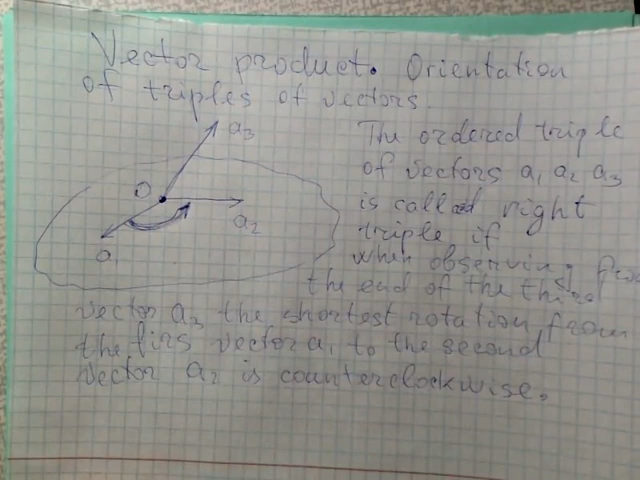 Vector product. Orientation
of triples of vectors.
a3
The ordered triple
of vectors a1 a2 a3
O
is called right
a2
triple if
a1
when observing from
the end of the third
vector a3 the shortest rotation from
the firs vector a1 to the second
vector a2 is counterclockwise.